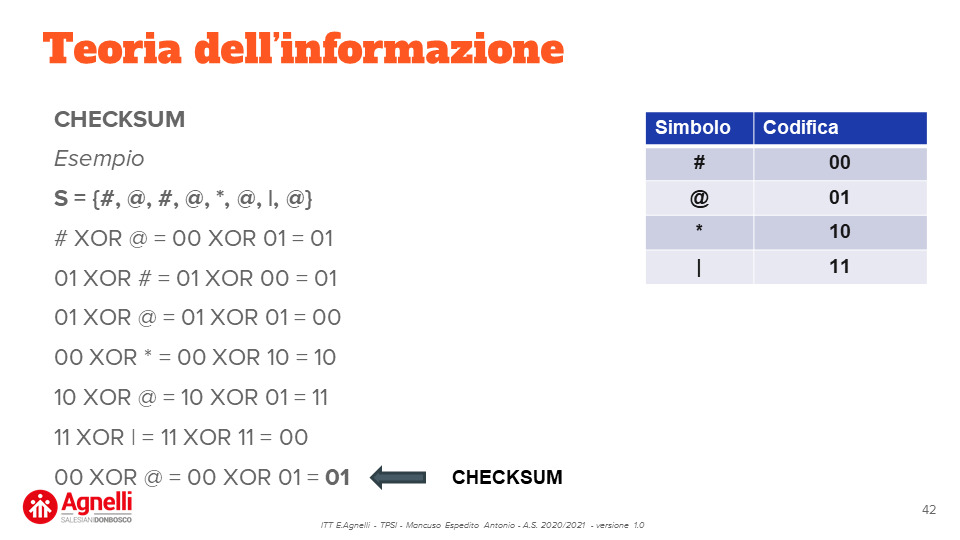 Teoria dell'informazione
CHECKSUM
Esempio
S = {#, @, #, @, *, @, |, @}
# XOR @ = 00 XOR 01 = 01
01 XOR # = 01 XOR 00 = 01
01 XOR @ = 01 XOR 01 = 00
00 XOR * = 00 XOR 10 = 10
10 XOR @ = 10 XOR 01 = 11
11 XOR | = 11 XOR 11 = 00
00 XOR @ = 00 XOR 01 = 01
CHECKSUM
Simbolo Codifica
# 00
@ 01
* 10
| 11
Agnelli
SALESIANI DONBOSCO
ITT E.Agnelli - TPSI - Mancuso Espedito Antonio - A.S. 2020/2021 - versione 1.0
42